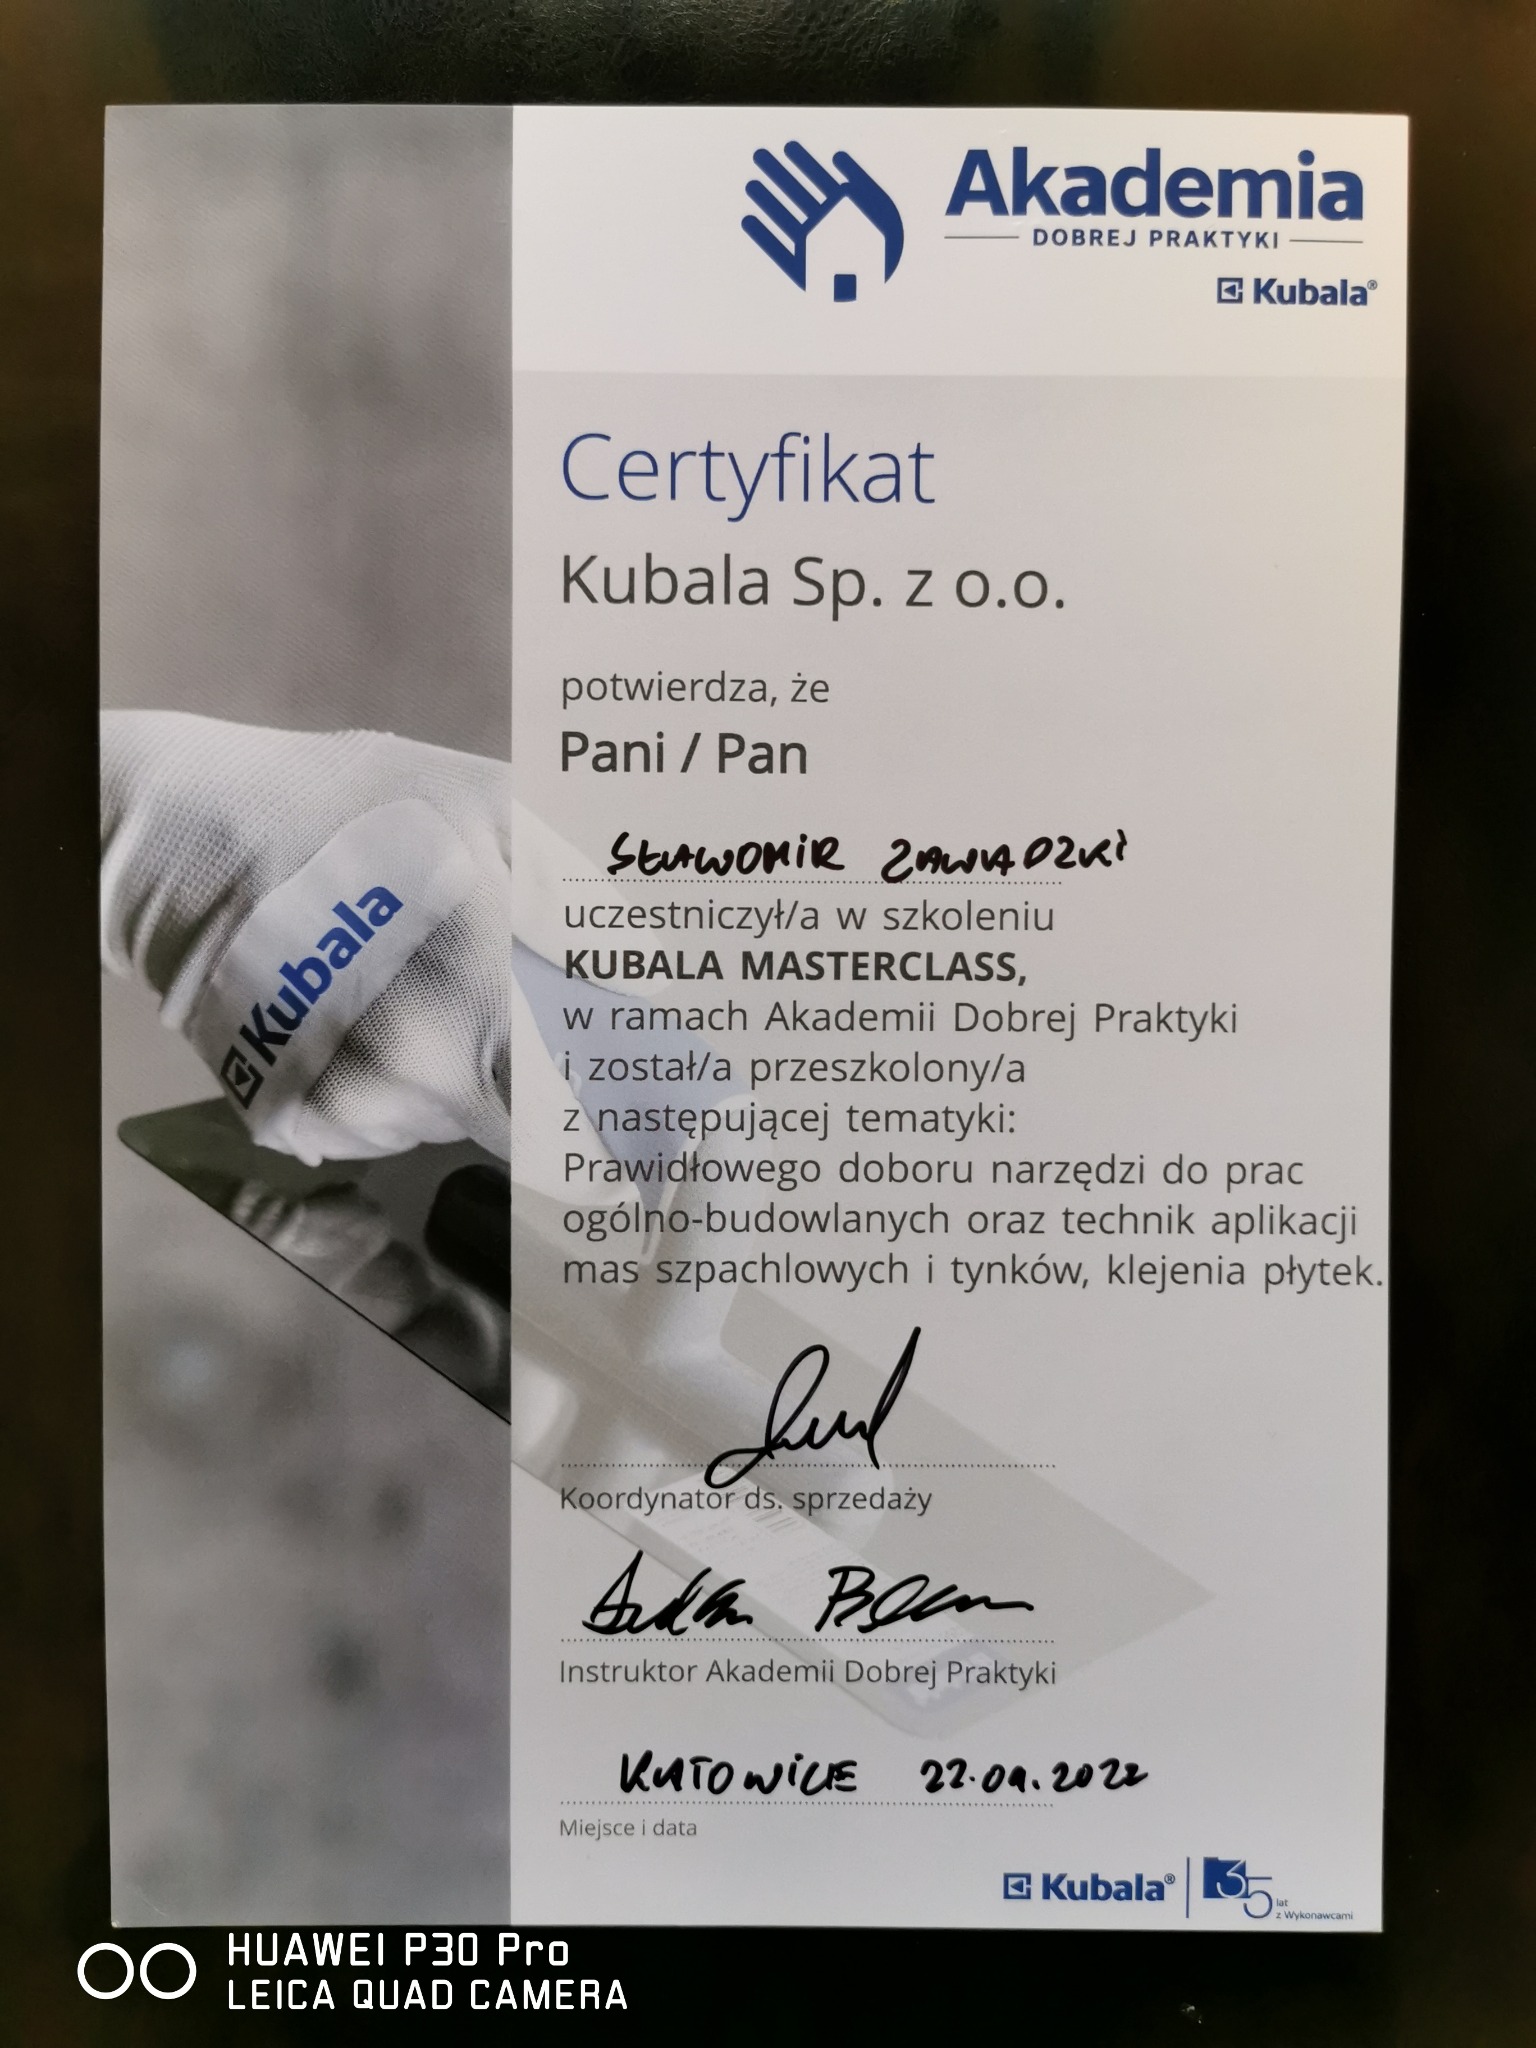 Akademia
DOBREJ PRAKTYKI
Kubala®
Certyfikat
Kubala Sp. z o.o.
potwierdza, że
Pani / Pan
SŁAWOMIR ZAWADZKI
uczestniczył/a w szkoleniu
KUBALA MASTERCLASS,
w ramach Akademii Dobrej Praktyki
i został/a przeszkolony/a
z następującej tematyki:
Prawidłowego doboru narzędzi do prac
ogólno-budowlanych oraz technik aplikacji
mas szpachlowych i tynków, klejenia płytek.
Koordynator ds. sprzedaży
Instruktor Akademii Dobrej Praktyki
KATOWICE 22.09.2022
Miejsce i data
Kubala® 35 lat
z Wykonawcami
Kubala
HUAWEI P30 Pro
LEICA QUAD CAMERA